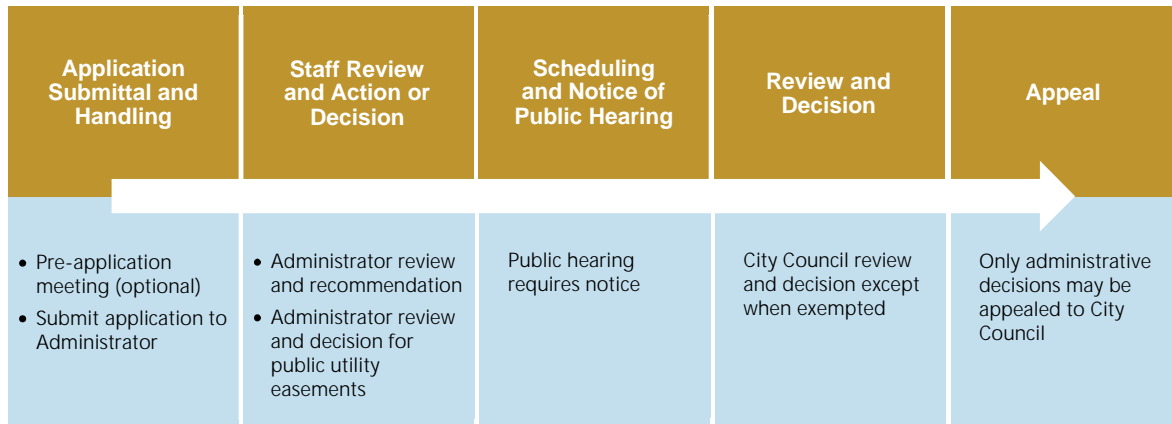 Application
Submittal and
Handling
Staff Review
and Action or
Decision
Scheduling
and Notice of
Public Hearing
Review and
Decision
Appeal
• Pre-application
meeting (optional)
• Submit application to
Administrator
• Administrator review
and recommendation
• Administrator review
and decision for
public utility
easements
Public hearing
requires notice
City Council review
and decision except
when exempted
Only administrative
decisions may be
appealed to City
Council